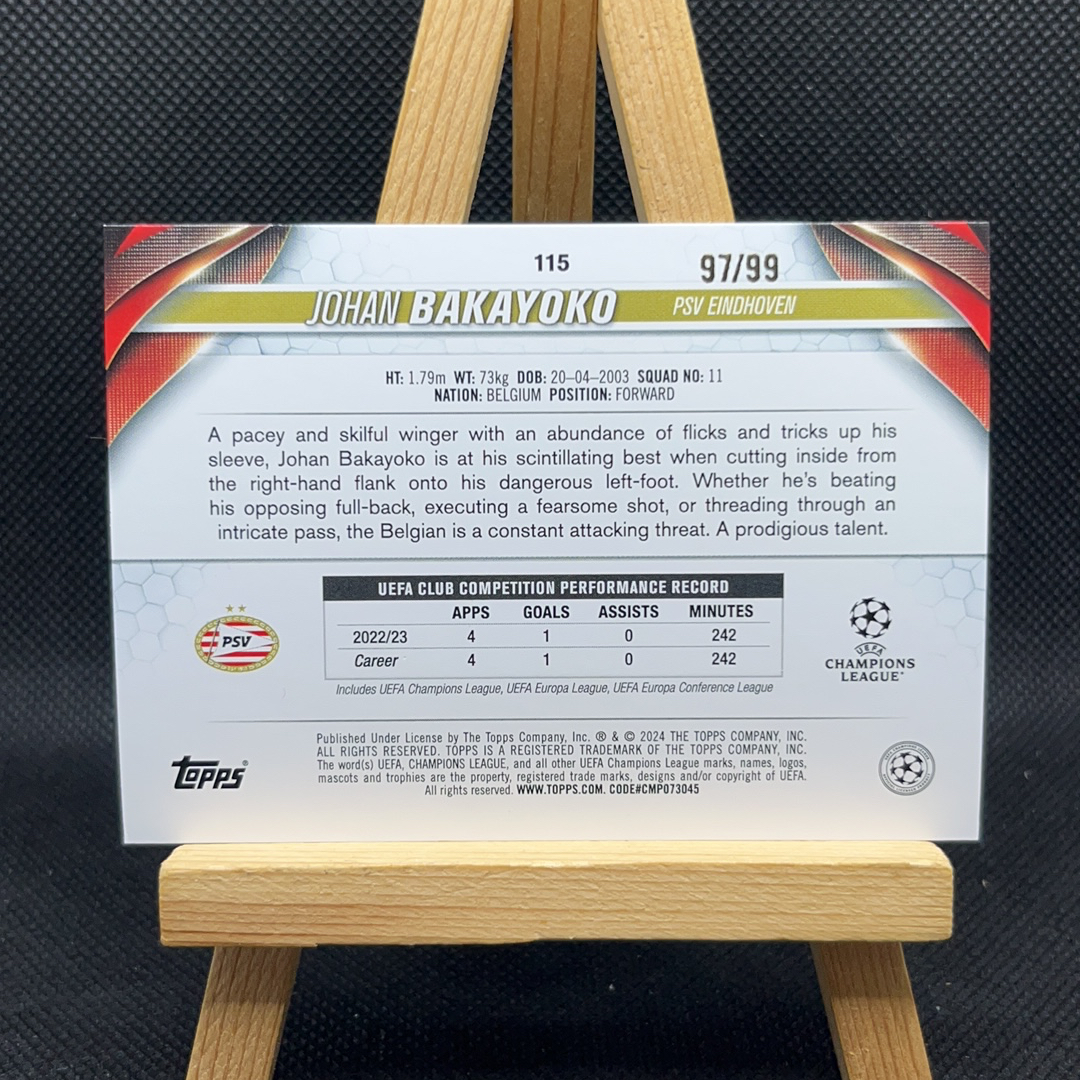 115
97/99
JOHAN BAKAYOKO
PSV EINDHOVEN
HT: 1.79m WT: 73kg DOB: 20–04–2003 SQUAD NO: 11
NATION: BELGIUM POSITION: FORWARD
A pacey and skilful winger with an abundance of flicks and tricks up his
sleeve, Johan Bakayoko is at his scintillating best when cutting inside from
the right-hand flank onto his dangerous left-foot. Whether he's beating
his opposing full-back, executing a fearsome shot, or threading through an
intricate pass, the Belgian is a constant attacking threat. A prodigious talent.
UEFA CLUB COMPETITION PERFORMANCE RECORD
APPS GOALS ASSISTS MINUTES
2022/23 4 1 0 242
Career 4 1 0 242
Includes UEFA Champions League, UEFA Europa League, UEFA Europa Conference League
PSV
UEFA
CHAMPIONS
LEAGUE
Published Under License by The Topps Company, Inc. ® & © 2024 THE TOPPS COMPANY, INC.
ALL RIGHTS RESERVED. TOPPS IS A REGISTERED TRADEMARK OF THE TOPPS COMPANY, INC.
The word(s) UEFA, CHAMPIONS LEAGUE, and all other UEFA Champions League marks, names, logos,
mascots and trophies are the property, registered trade marks, designs and/or copyright of UEFA.
All rights reserved. WWW.TOPPS.COM. CODE#CMP073045
Topps®